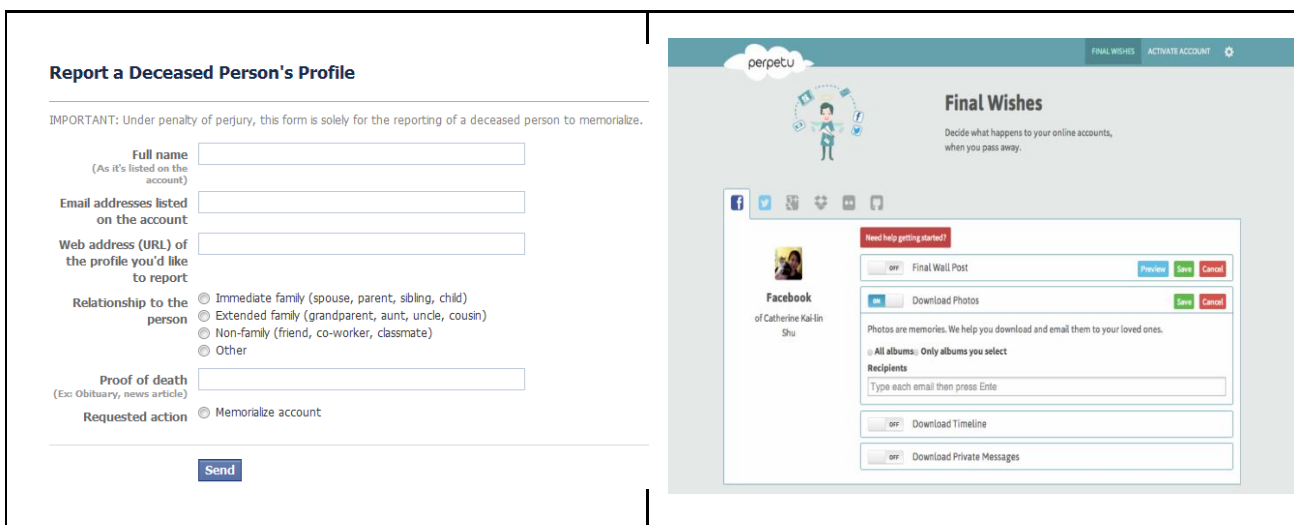 Report a Deceased Person's Profile
IMPORTANT: Under penalty of perjury, this form is solely for the reporting of a deceased person to memorialize.
Full name
(As it's listed on the
account)
Email addresses listed
on the account
Web address (URL) of
the profile you'd like
to report
Relationship to the
person
Immediate family (spouse, parent, sibling, child)
Extended family (grandparent, aunt, uncle, cousin)
Non-family (friend, co-worker, classmate)
Other
Proof of death
(Ex: Obituary, news article)
Requested action
Memorialize account
Send
perpetu
FINAL WISHES ACTIVATE ACCOUNT
Final Wishes
Decide what happens to your online accounts,
when you pass away.
Facebook
of Catherine Kai-lin
Shu
Need help getting started?
OFF Final Wall Post Preview Save Cancel
ON Download Photos Save Cancel
Photos are memories. We help you download and email them to your loved ones.
All albums Only albums you select
Recipients
Type each email then press Ente
OFF Download Timeline
OFF Download Private Messages